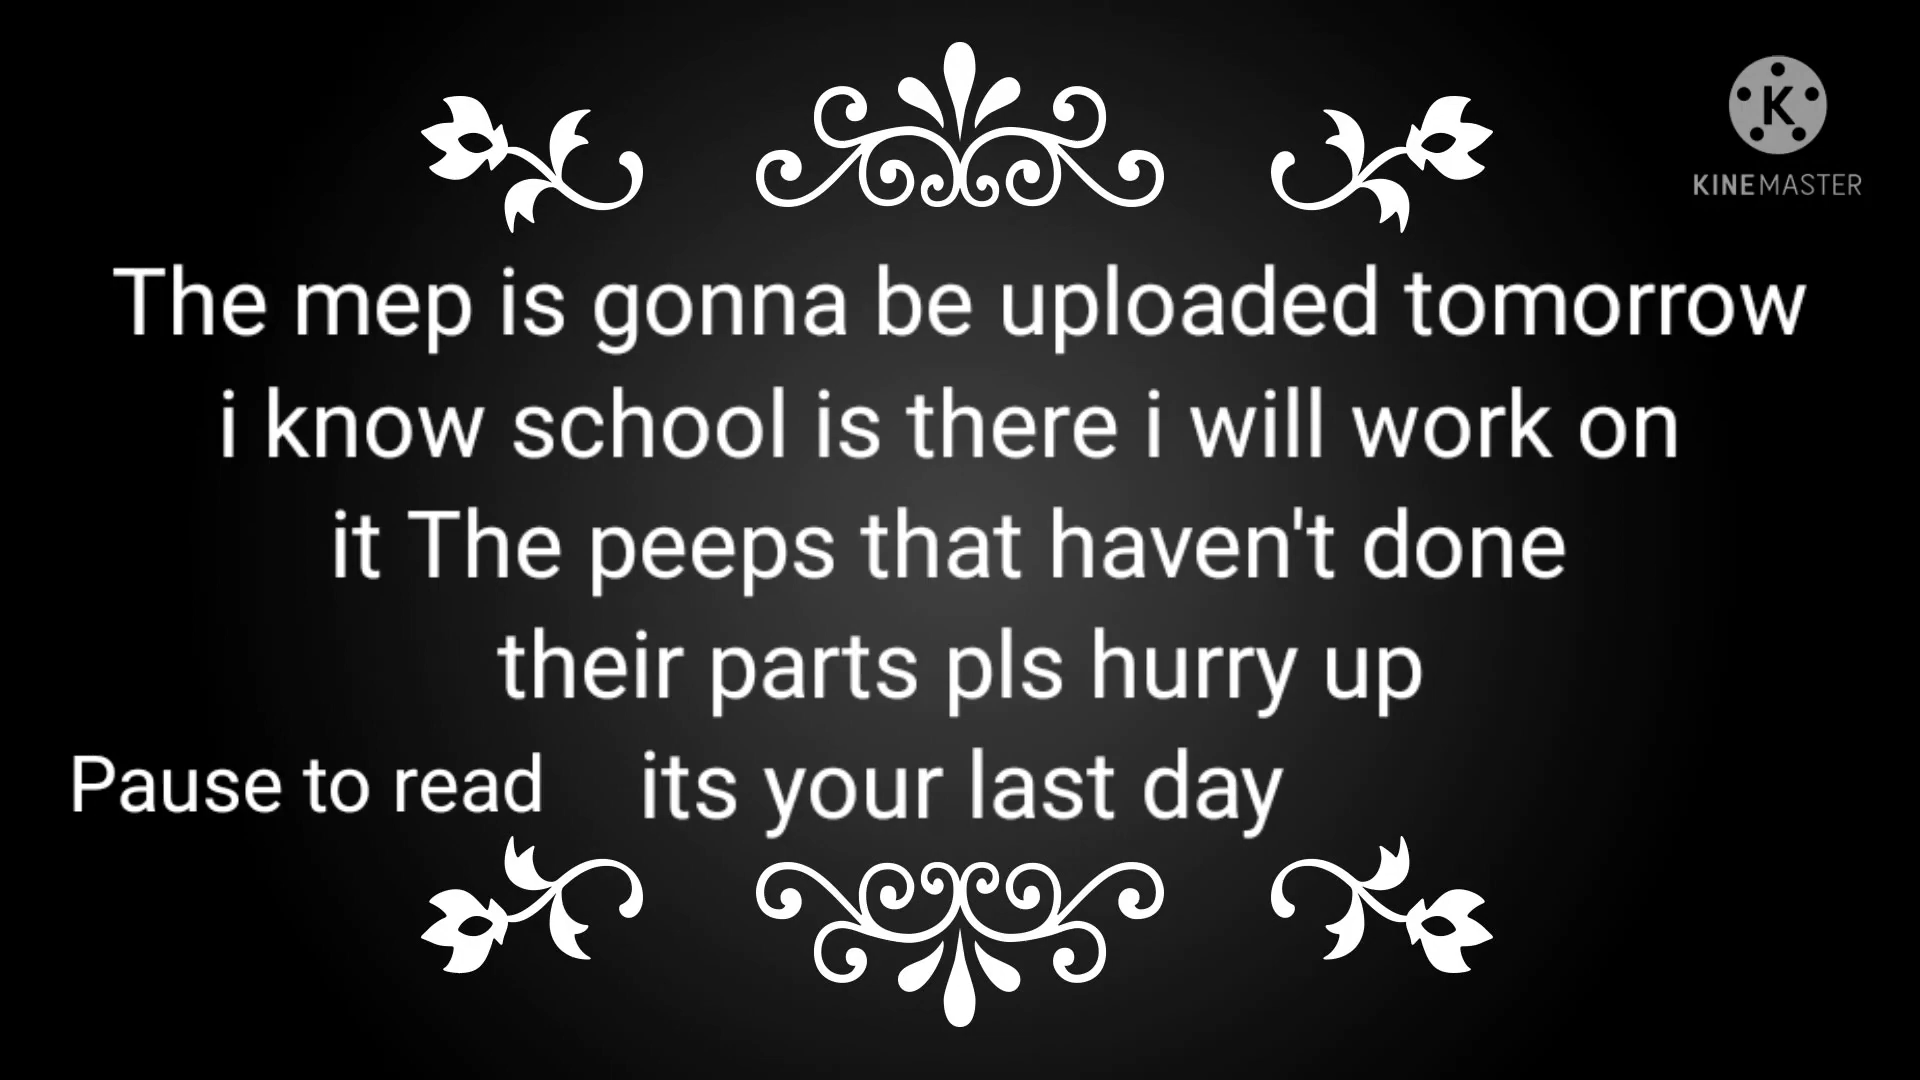 K
KINEMASTER
The mep is gonna be uploaded tomorrow
i know school is there i will work on
it The peeps that haven't done
their parts pls hurry up
Pause to read
its your last day